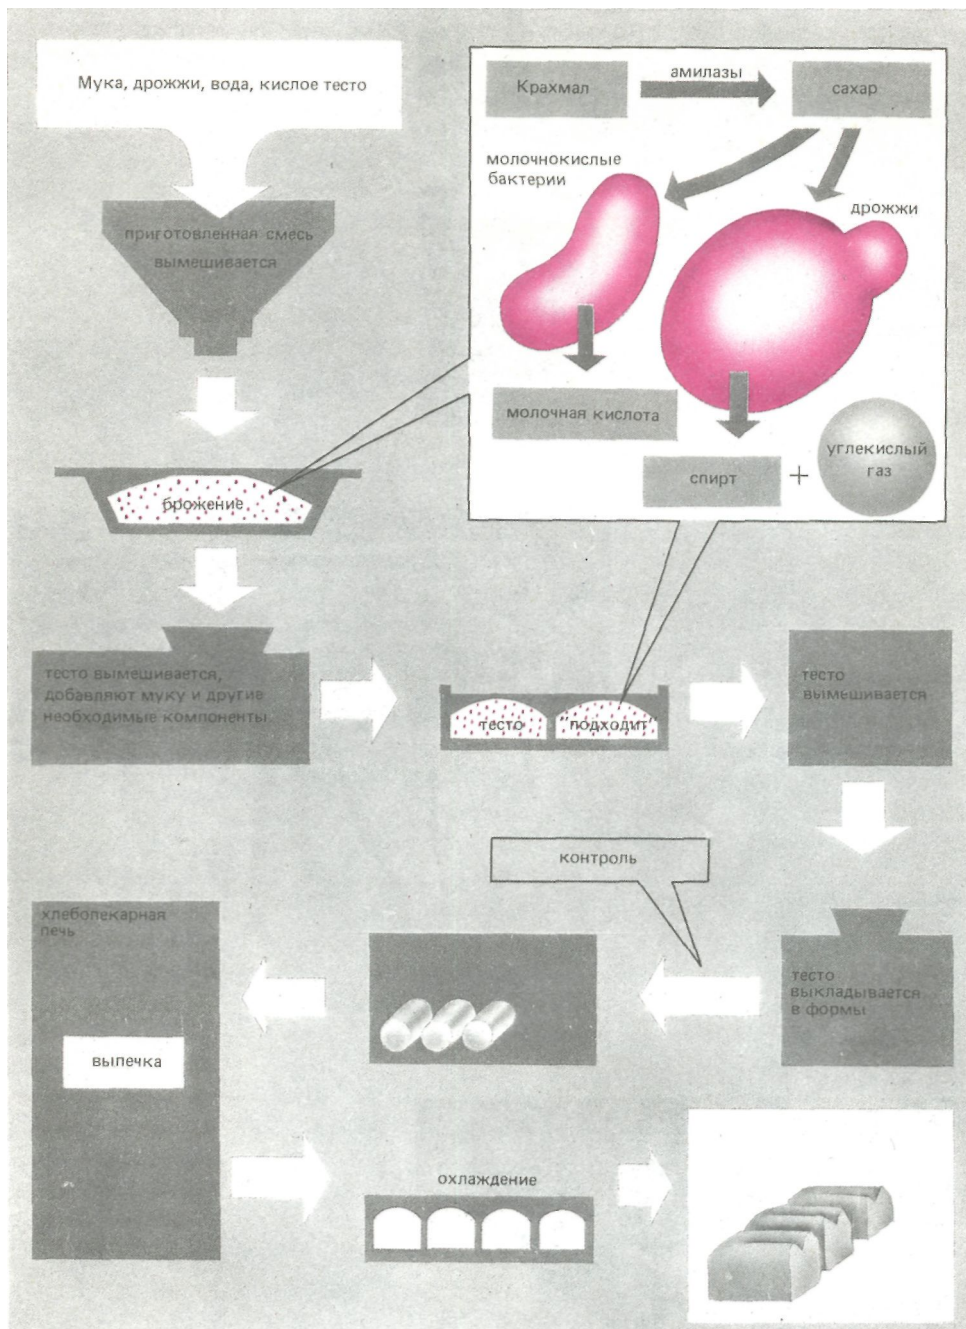 Мука, дрожжи, вода, кислое тесто
приготовленная смесь
вымешивается
Крахмал
амилазы
сахар
молочнокислые
бактерии
дрожжи
молочная кислота
спирт
+
углекислый
газ
брожение
тесто вымешивается,
добавляют муку и другие
необходимые компоненты
тесто
"подходит"
тесто
вымешивается
контроль
тесто
выкладывается
в формы
хлебопекарная
печь
выпечка
охлаждение